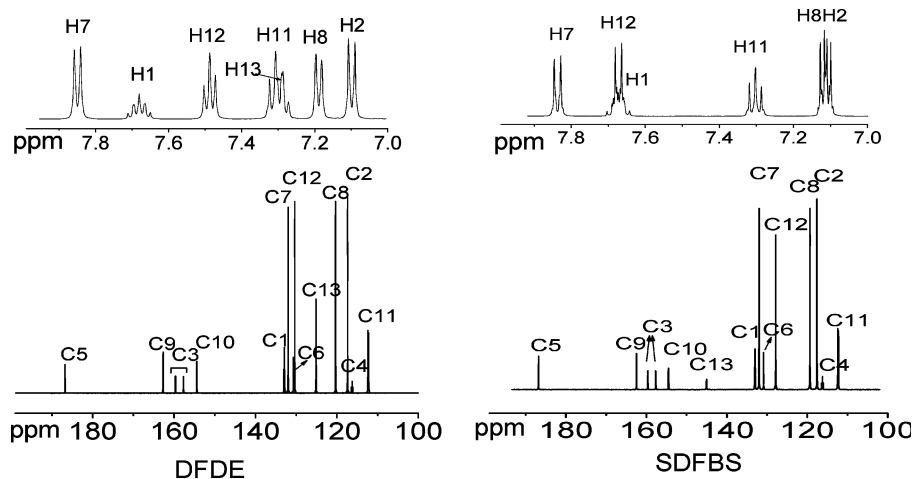 H7
H1
H12
H11
H13
H8
H2
ppm 7.8 7.6 7.4 7.2 7.0
C7
C12
C8
C2
C13
C5
C9
C3
C10
C1
C6
C4
C11
ppm 180 160 140 120 100
DFDE
H7
H12
H1
H11
H8H2
ppm 7.8 7.6 7.4 7.2 7.0
C7
C8
C2
C12
C5
C9
C3
C10
C13
C1
C6
C4
C11
ppm 180 160 140 120 100
SDFBS